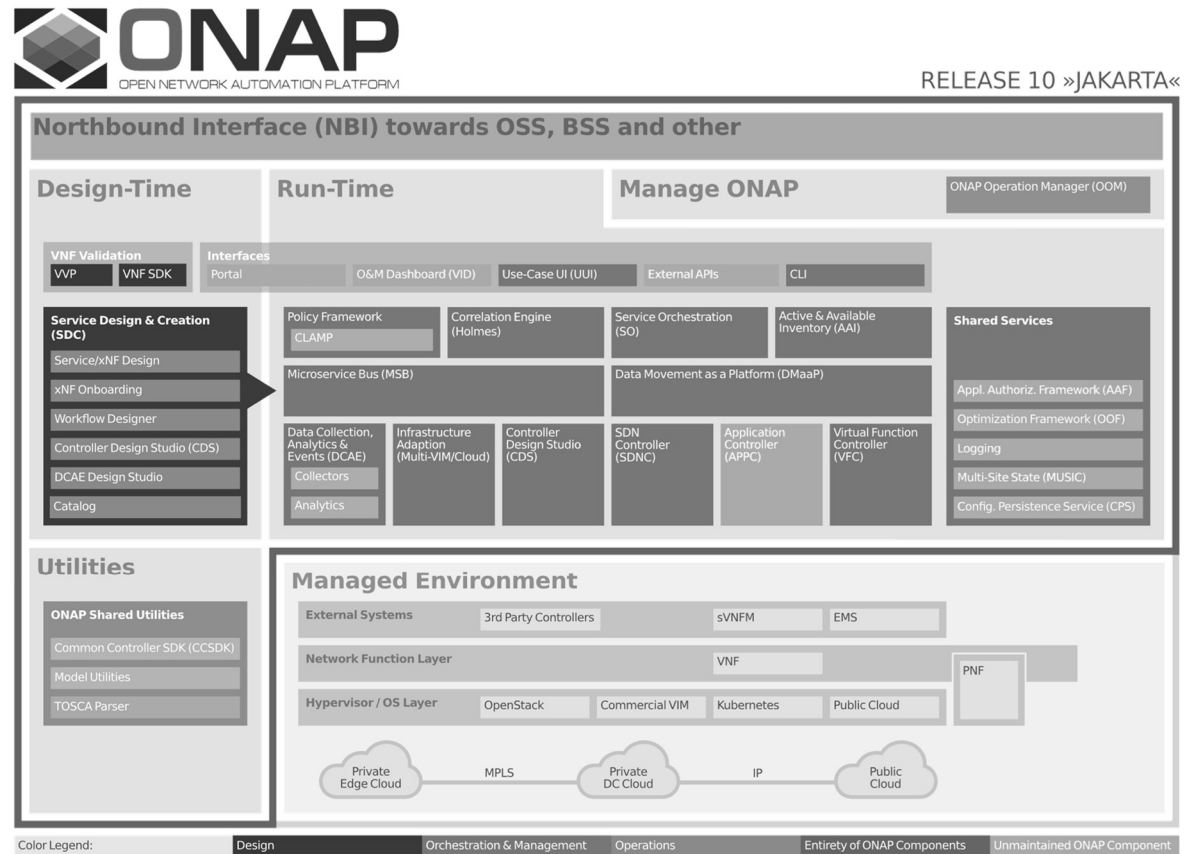 ONAP
OPEN NETWORK AUTOMATION PLATFORM
RELEASE 10 »JAKARTA«
Northbound Interface (NBI) towards OSS, BSS and other
Design-Time
Run-Time
Manage ONAP
ONAP Operation Manager (OOM)
VNF Validation
VVP
VNF SDK
Interfaces
Portal
O&M Dashboard (VID)
Use-Case UI (UUI)
External APIs
CLI
Service Design & Creation
(SDC)
Service/xNF Design
xNF Onboarding
Workflow Designer
Controller Design Studio (CDS)
DCAE Design Studio
Catalog
Policy Framework
CLAMP
Correlation Engine
(Holmes)
Service Orchestration
(SO)
Active & Available
Inventory (AAI)
Microservice Bus (MSB)
Data Movement as a Platform (DMaaP)
Data Collection,
Analytics &
Events (DCAE)
Collectors
Analytics
Infrastructure
Adaption
(Multi-VIM/Cloud)
Controller
Design Studio
(CDS)
SDN
Controller
(SDNC)
Application
Controller
(APPC)
Virtual Function
Controller
(VFC)
Shared Services
Appl. Authoriz. Framework (AAF)
Optimization Framework (OOF)
Logging
Multi-Site State (MUSIC)
Config. Persistence Service (CPS)
Utilities
ONAP Shared Utilities
Common Controller SDK (CCSDK)
Model Utilities
TOSCA Parser
Managed Environment
External Systems
3rd Party Controllers
sVNFM
EMS
Network Function Layer
VNF
PNF
Hypervisor / OS Layer
OpenStack
Commercial VIM
Kubernetes
Public Cloud
Private
Edge Cloud
MPLS
Private
DC Cloud
IP
Public
Cloud
Color Legend:
Design
Orchestration & Management
Operations
Entirety of ONAP Components
Unmaintained ONAP Component